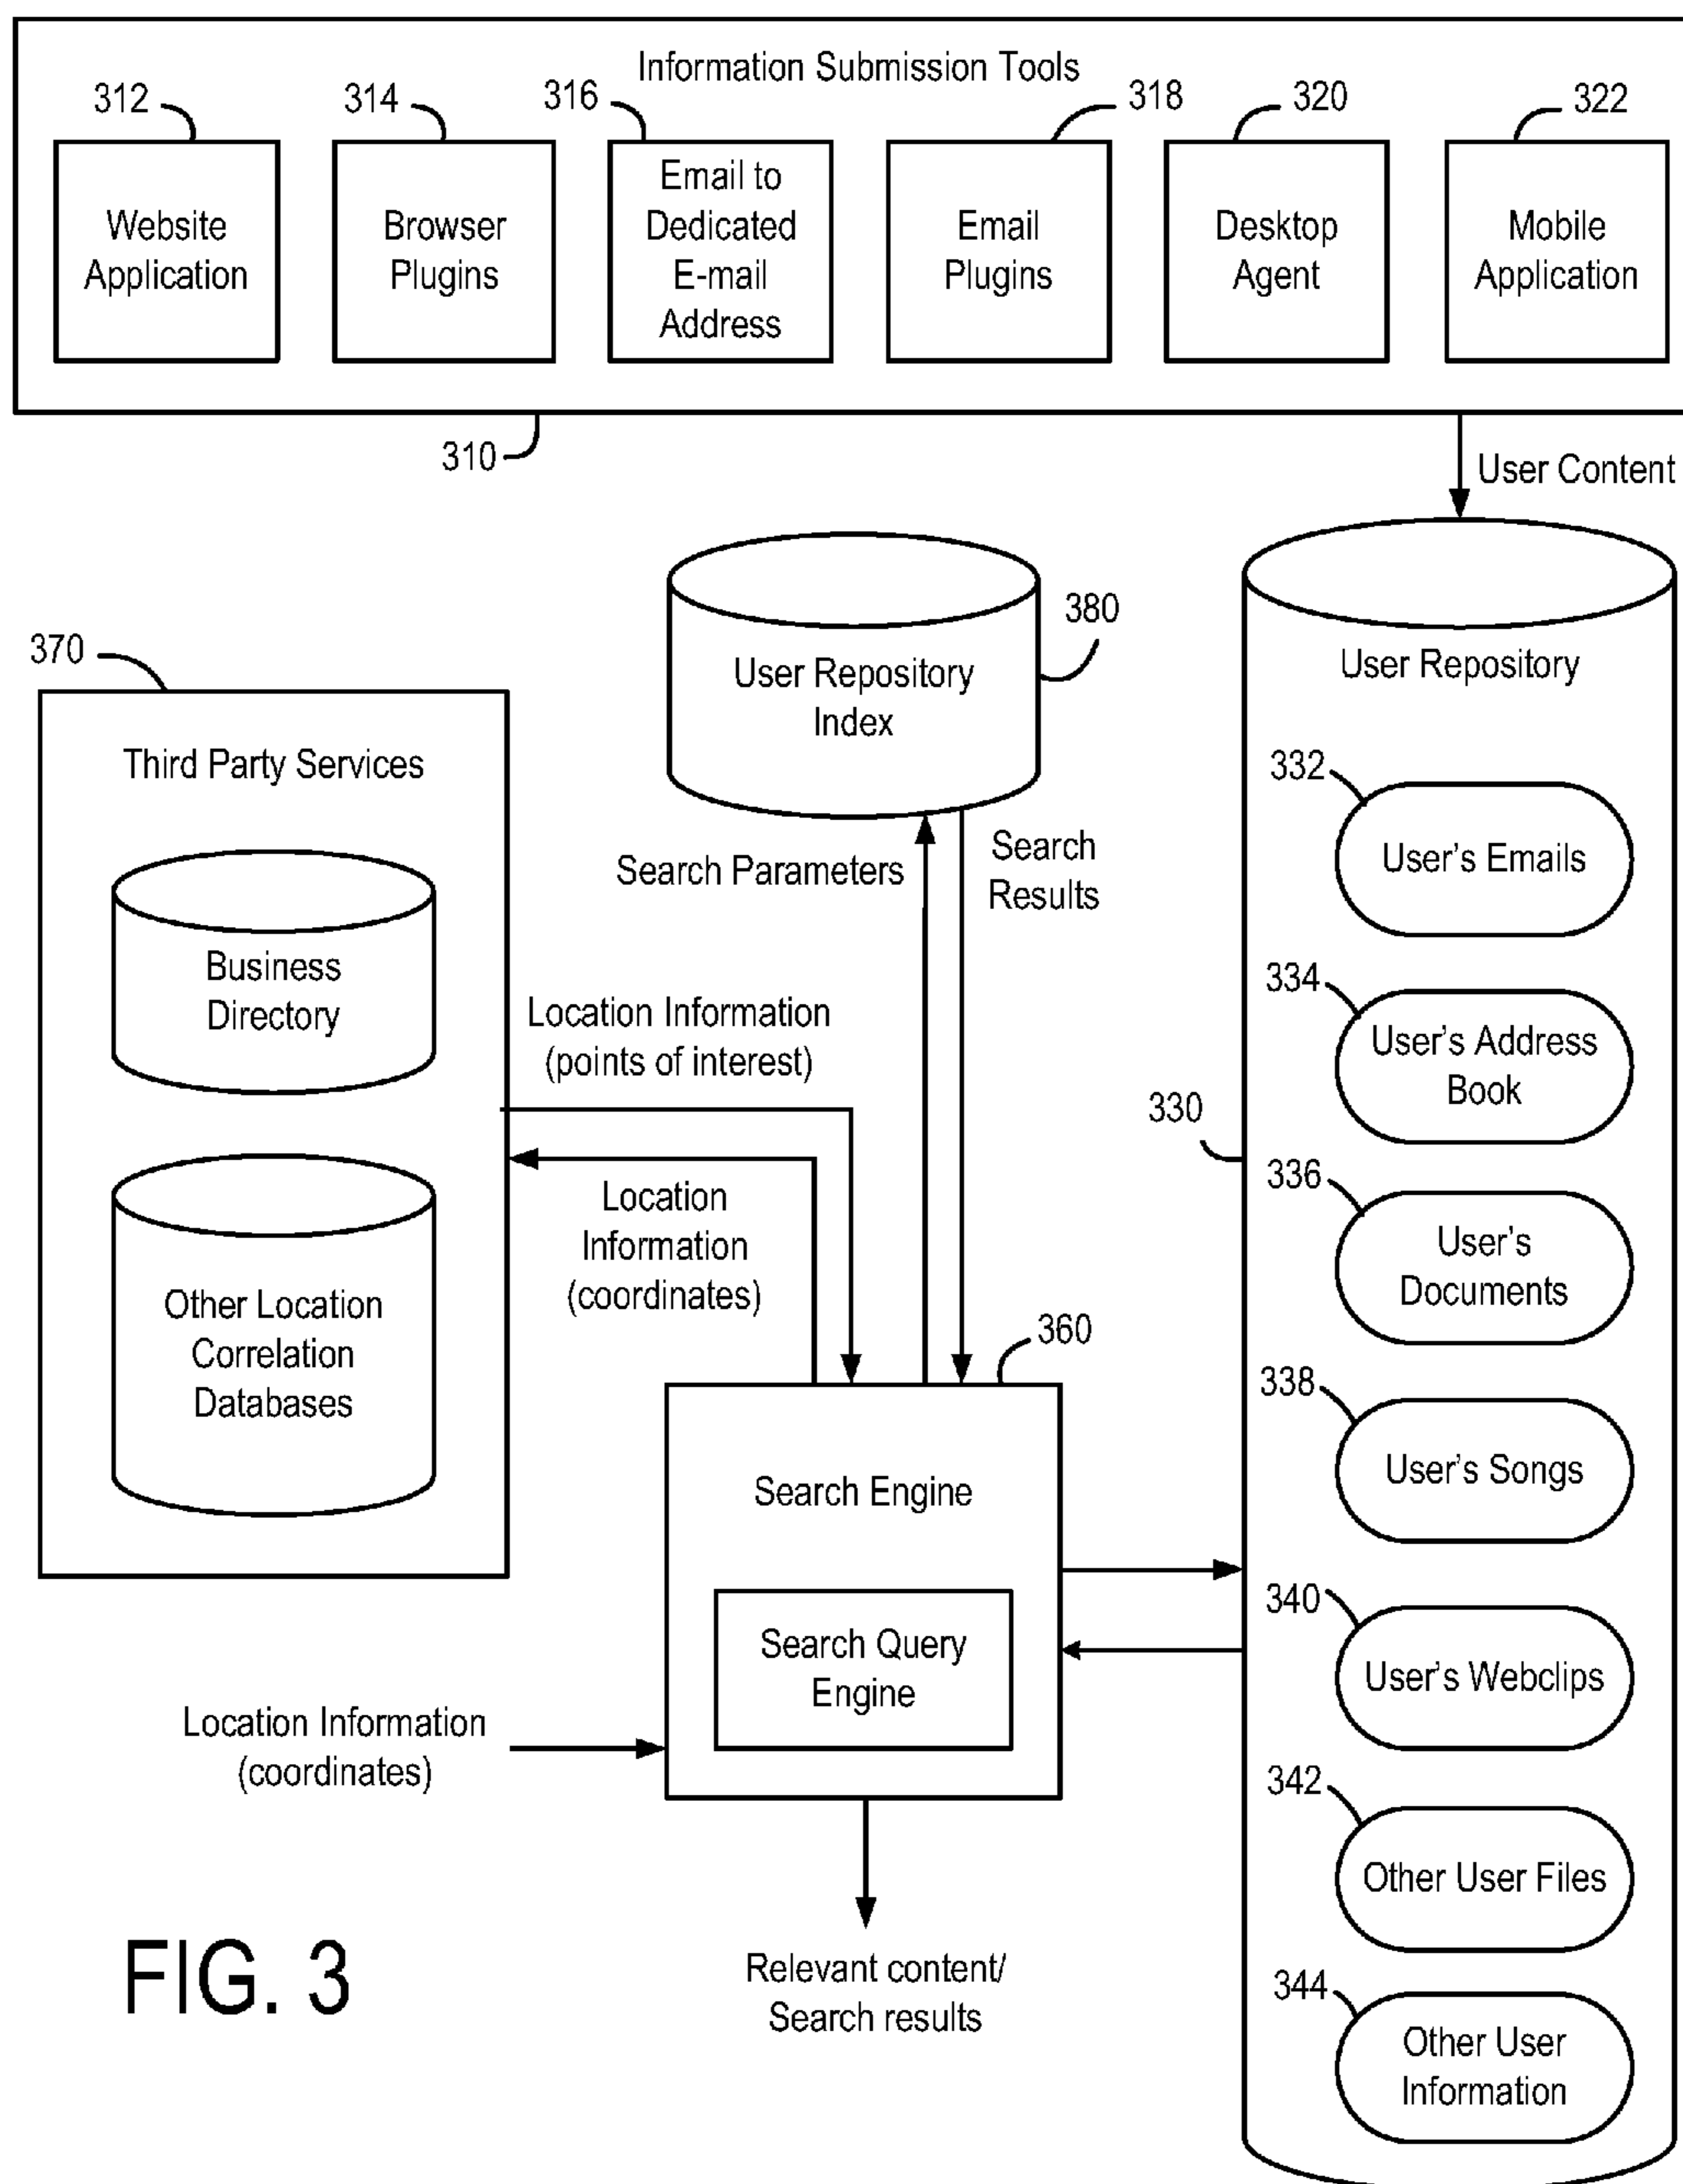 Information Submission Tools
312
314
316
318
320
322
Website
Application
Browser
Plugins
Email to
Dedicated
E-mail
Address
Email
Plugins
Desktop
Agent
Mobile
Application
310
User Content
380
User Repository
Index
370
Third Party Services
Business
Directory
Other Location
Correlation
Databases
Search Parameters
Search
Results
Location Information
(points of interest)
Location
Information
(coordinates)
360
Search Engine
Search Query
Engine
Location Information
(coordinates)
Relevant content/
Search results
330
User Repository
332
User's Emails
334
User's Address
Book
336
User's
Documents
338
User's Songs
340
User's Webclips
342
Other User Files
344
Other User
Information
FIG. 3